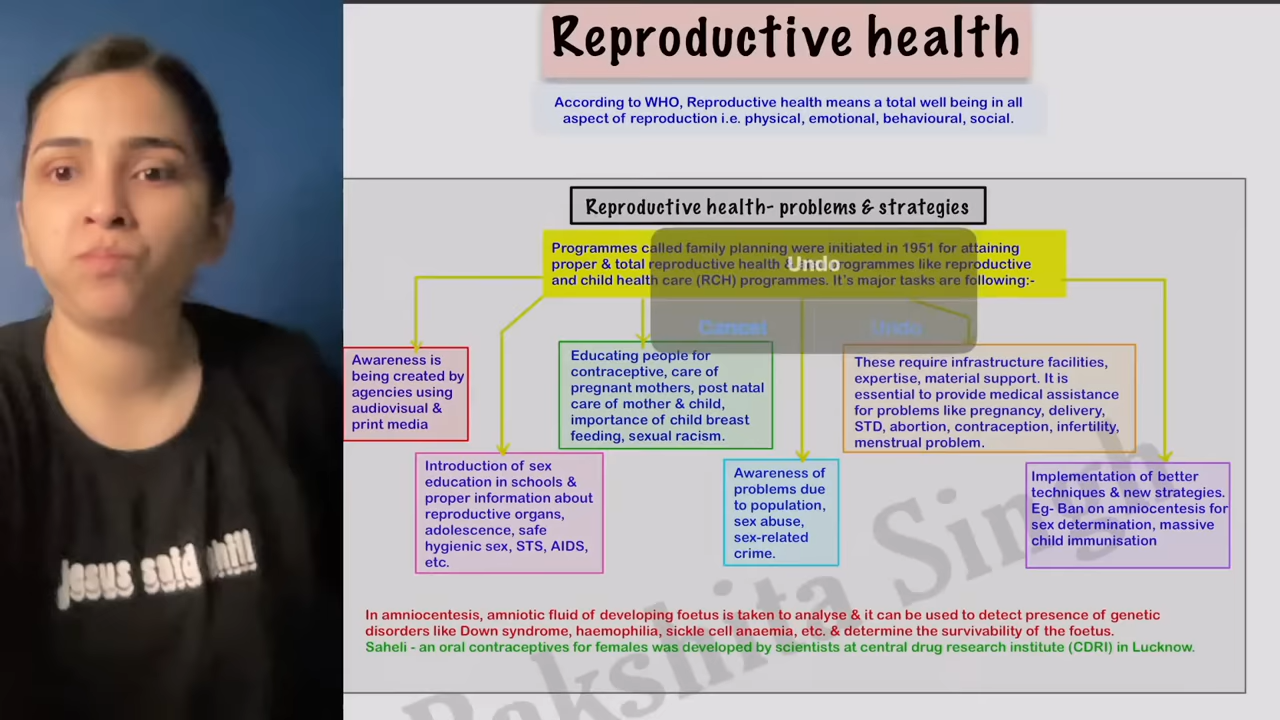 Reproductive health
According to WHO, Reproductive health means a total well being in all
aspect of reproduction i.e. physical, emotional, behavioural, social.
Reproductive health- problems & strategies
Programmes called family planning were initiated in 1951 for attaining
proper & total reproductive health & programmes like reproductive
and child health care (RCH) programmes. It's major tasks are following:-
Undo
Cancel
Undo
Awareness is
being created by
agencies using
audiovisual &
print media
Introduction of sex
education in schools &
proper information about
reproductive organs,
adolescence, safe
hygienic sex, STS, AIDS,
etc.
Educating people for
contraceptive, care of
pregnant mothers, post natal
care of mother & child,
importance of child breast
feeding, sexual racism.
Awareness of
problems due
to population,
sex abuse,
sex-related
crime.
These require infrastructure facilities,
expertise, material support. It is
essential to provide medical assistance
for problems like pregnancy, delivery,
STD, abortion, contraception, infertility,
menstrual problem.
Implementation of better
techniques & new strategies.
Eg- Ban on amniocentesis for
sex determination, massive
child immunisation
In amniocentesis, amniotic fluid of developing foetus is taken to analyse & it can be used to detect presence of genetic
disorders like Down syndrome, haemophilia, sickle cell anaemia, etc. & determine the survivability of the foetus.
Saheli - an oral contraceptives for females was developed by scientists at central drug research institute (CDRI) in Lucknow.
Rakshita Singh
Jesus said chill!